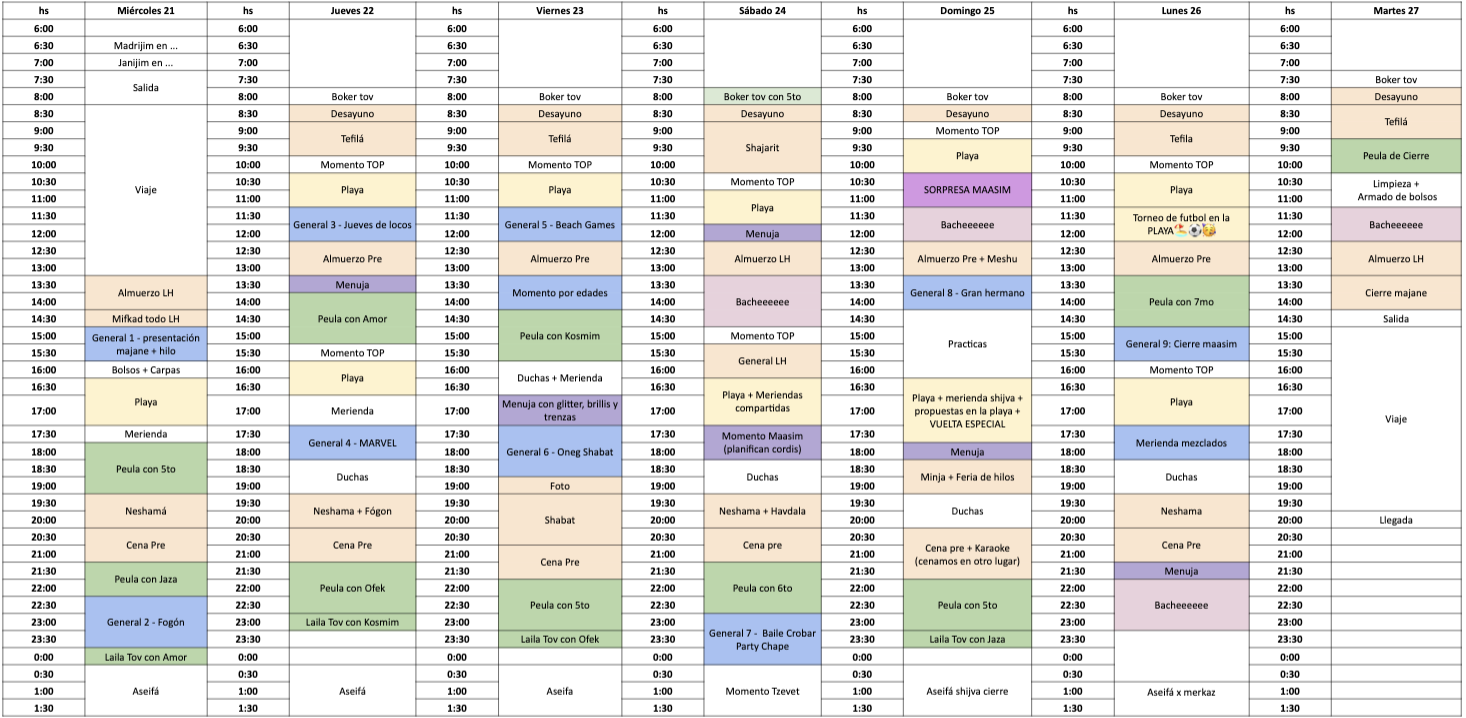 hs Miércoles 21 hs Jueves 22 hs Viernes 23 hs Sábado 24 hs Domingo 25 hs Lunes 26 hs Martes 27
6:00 6:00 6:00 6:00 6:00 6:00 6:00
6:30 Madrijim en ... 6:30 6:30 6:30 6:30 6:30 6:30
7:00 Janijim en ... 7:00 7:00 7:00 7:00 7:00 7:00
7:30 Salida 7:30 7:30 7:30 7:30 7:30 7:30 Boker tov
8:00 8:00 Boker tov 8:00 Boker tov 8:00 Boker tov con 5to 8:00 Boker tov 8:00 Boker tov 8:00 Desayuno
8:30 8:30 Desayuno 8:30 Desayuno 8:30 Desayuno 8:30 Desayuno 8:30 Desayuno 8:30 Tefilá
9:00 9:00 Tefilá 9:00 Tefilá 9:00 Shajarit 9:00 Momento TOP 9:00 Tefila 9:00
9:30 9:30 9:30 9:30 9:30 Playa 9:30 9:30 Peula de Cierre
10:00 10:00 Momento TOP 10:00 Momento TOP 10:00 10:00 10:00 Momento TOP 10:00
10:30 Viaje 10:30 Playa 10:30 Playa 10:30 Momento TOP 10:30 SORPRESA MAASIM 10:30 Playa 10:30 Limpieza +
11:00 11:00 11:00 11:00 Playa 11:00 11:00 11:00 Armado de bolsos
11:30 11:30 General 3 - Jueves de locos 11:30 General 5 - Beach Games 11:30 11:30 Bacheeeeee 11:30 Torneo de futbol en la 11:30 Bacheeeeee
12:00 12:00 12:00 12:00 Menuja 12:00 12:00 PLAYA⛱️⚽🥳 12:00
12:30 12:30 Almuerzo Pre 12:30 Almuerzo Pre 12:30 Almuerzo LH 12:30 Almuerzo Pre + Meshu 12:30 Almuerzo Pre 12:30 Almuerzo LH
13:00 13:00 13:00 13:00 13:00 13:00 13:00
13:30 Almuerzo LH 13:30 Menuja 13:30 Momento por edades 13:30 Bacheeeeee 13:30 General 8 - Gran hermano 13:30 Peula con 7mo 13:30 Cierre majane
14:00 14:00 Peula con Amor 14:00 14:00 14:00 14:00 14:00
14:30 Mifkad todo LH 14:30 14:30 Peula con Kosmim 14:30 14:30 Practicas 14:30 14:30 Salida
15:00 General 1 - presentación 15:00 15:00 15:00 Momento TOP 15:00 15:00 General 9: Cierre maasim 15:00
15:30 majane + hilo 15:30 Momento TOP 15:30 15:30 General LH 15:30 15:30 15:30
16:00 Bolsos + Carpas 16:00 Playa 16:00 Duchas + Merienda 16:00 16:00 16:00 Momento TOP 16:00
16:30 Playa 16:30 16:30 16:30 Playa + Meriendas 16:30 Playa + merienda shijva + 16:30 Playa 16:30
17:00 17:00 Merienda 17:00 Menuja con glitter, brillis y 17:00 compartidas 17:00 propuestas en la playa + 17:00 17:00 Viaje
trenzas VUELTA ESPECIAL
17:30 Merienda 17:30 General 4 - MARVEL 17:30 General 6 - Oneg Shabat 17:30 Momento Maasim 17:30 17:30 Merienda mezclados 17:30
18:00 Peula con 5to 18:00 18:00 18:00 (planifican cordis) 18:00 Menuja 18:00 18:00
18:30 18:30 Duchas 18:30 18:30 Duchas 18:30 Minja + Feria de hilos 18:30 Duchas 18:30
19:00 19:00 19:00 Foto 19:00 19:00 19:00 19:00
19:30 Neshamá 19:30 Neshama + Fógon 19:30 Shabat 19:30 Neshama + Havdala 19:30 Duchas 19:30 Neshama 19:30
20:00 20:00 20:00 20:00 20:00 20:00 20:00 Llegada
20:30 Cena Pre 20:30 Cena Pre 20:30 20:30 Cena pre 20:30 Cena pre + Karaoke 20:30 Cena Pre 20:30
21:00 21:00 21:00 Cena Pre 21:00 21:00 (cenamos en otro lugar) 21:00 21:00
21:30 Peula con Jaza 21:30 Peula con Ofek 21:30 21:30 Peula con 6to 21:30 21:30 Menuja 21:30
22:00 22:00 22:00 Peula con 5to 22:00 22:00 Peula con 5to 22:00 Bacheeeeee 22:00
22:30 General 2 - Fogón 22:30 22:30 22:30 22:30 22:30 22:30
23:00 23:00 Laila Tov con Kosmim 23:00 23:00 General 7 - Baile Crobar 23:00 23:00 23:00
23:30 23:30 23:30 Laila Tov con Ofek 23:30 Party Chape 23:30 Laila Tov con Jaza 23:30 23:30
0:00 Laila Tov con Amor 0:00 0:00 0:00 0:00 0:00 0:00
0:30 0:30 0:30 0:30 0:30 0:30 0:30
1:00 Aseifá 1:00 Aseifá 1:00 Aseifa 1:00 Momento Tzevet 1:00 Aseifá shijva cierre 1:00 Aseifá x merkaz 1:00
1:30 1:30 1:30 1:30 1:30 1:30 1:30